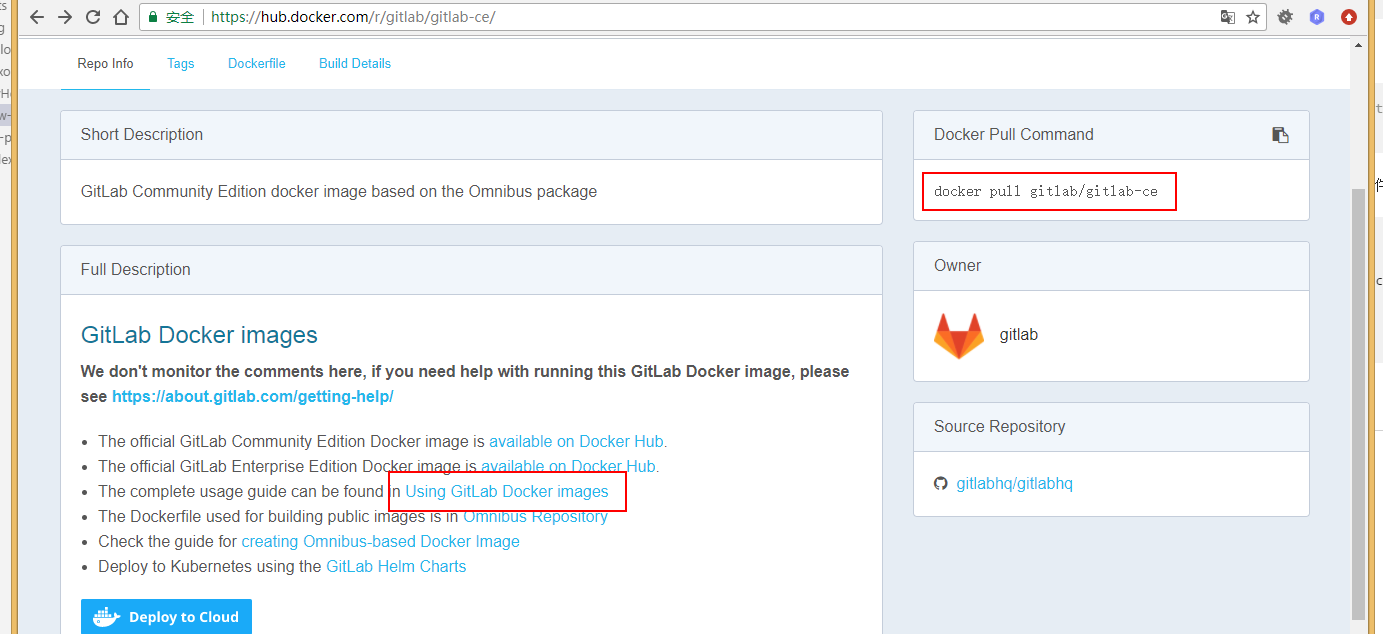 安全 https://hub.docker.com/r/gitlab/gitlab-ce/
Repo Info Tags Dockerfile Build Details
Short Description
GitLab Community Edition docker image based on the Omnibus package
Full Description
GitLab Docker images
We don't monitor the comments here, if you need help with running this GitLab Docker image, please
see https://about.gitlab.com/getting-help/
The official GitLab Community Edition Docker image is available on Docker Hub.
The official GitLab Enterprise Edition Docker image is available on Docker Hub.
The complete usage guide can be found in Using GitLab Docker images
The Dockerfile used for building public images is in Omnibus Repository
Check the guide for creating Omnibus-based Docker Image
Deploy to Kubernetes using the GitLab Helm Charts
Deploy to Cloud
Docker Pull Command
docker pull gitlab/gitlab-ce
Owner
gitlab
Source Repository
gitlabhq/gitlabhq